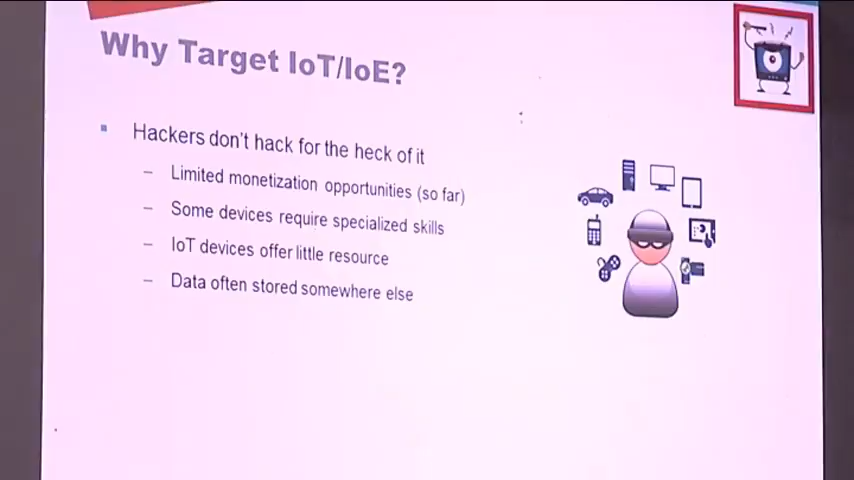 Why Target IoT/IoE?
Hackers don't hack for the heck of it
Limited monetization opportunities (so far)
Some devices require specialized skills
IoT devices offer little resource
Data often stored somewhere else